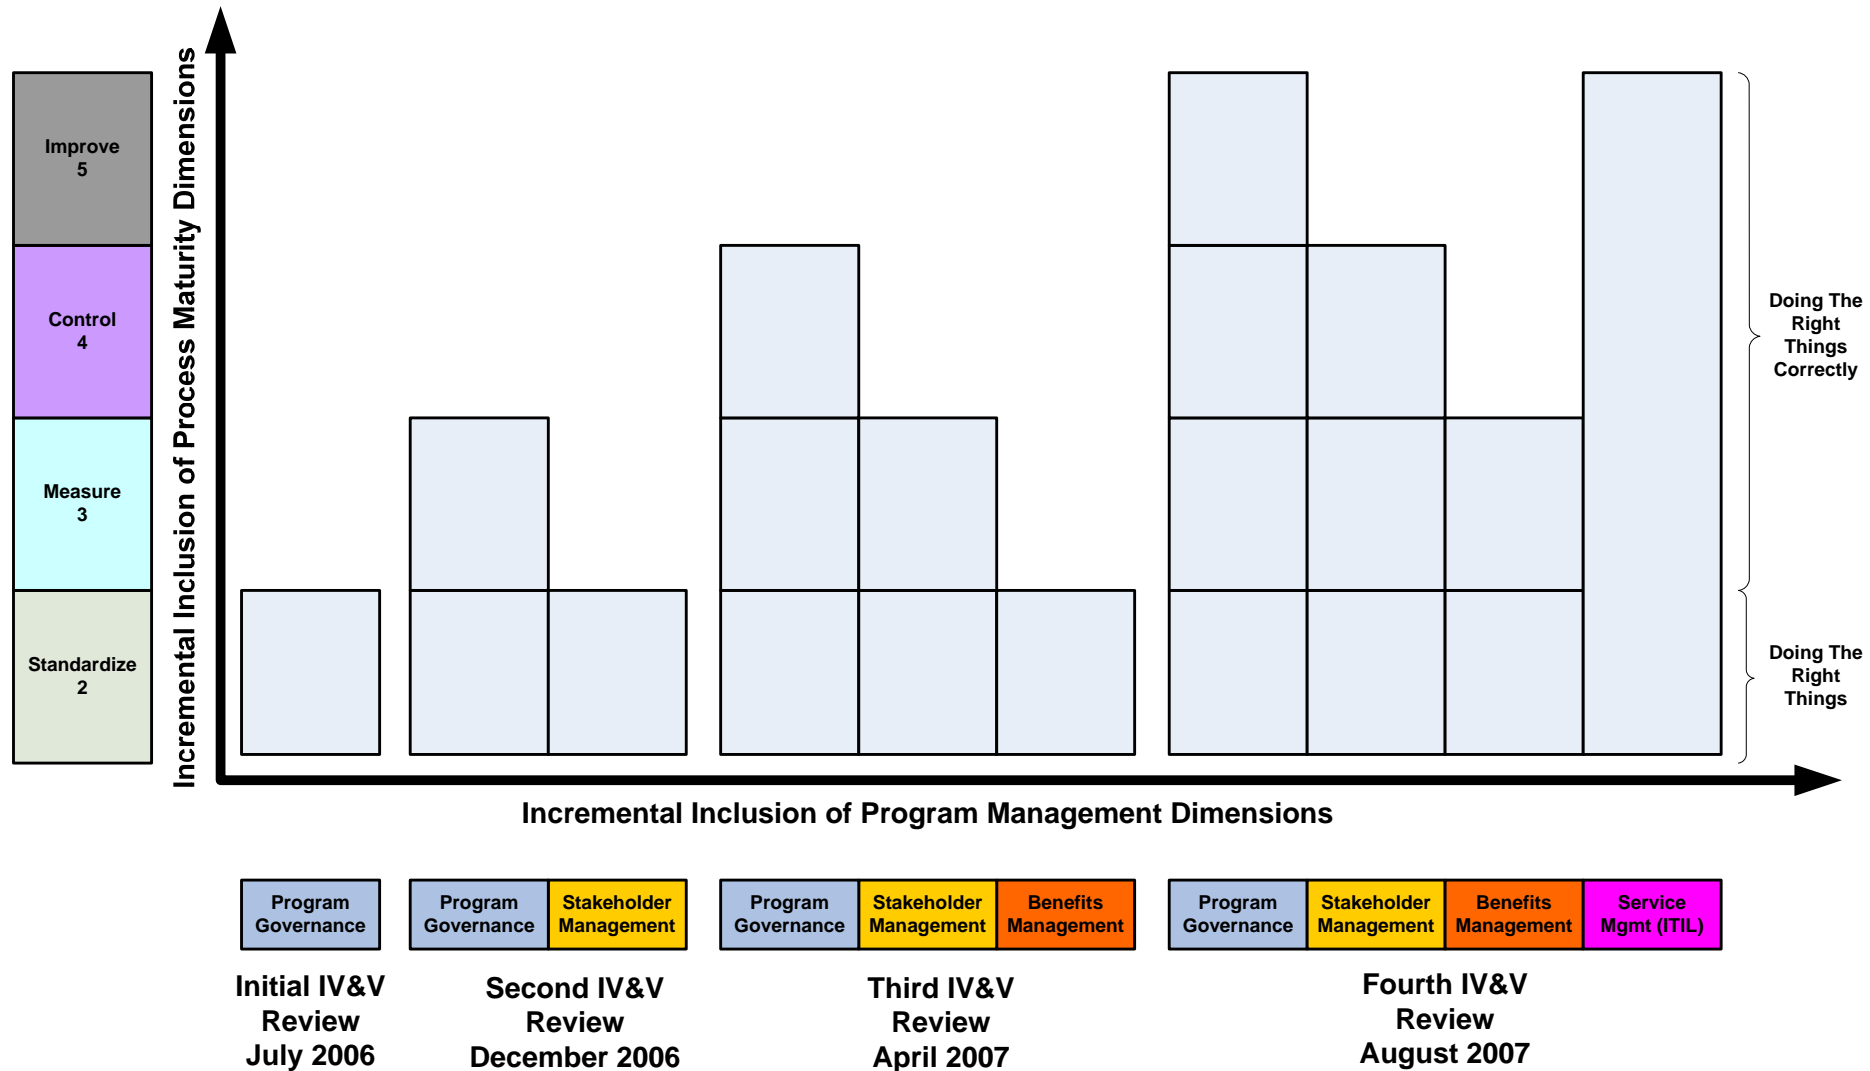 Improve
5
Control
4
Measure
3
Standardize
2
Incremental Inclusion of Process Maturity Dimensions
Doing The
Right
Things
Correctly
Doing The
Right
Things
Incremental Inclusion of Program Management Dimensions
Program
Governance
Program
Governance
Stakeholder
Management
Program
Governance
Stakeholder
Management
Benefits
Management
Program
Governance
Stakeholder
Management
Benefits
Management
Service
Mgmt (ITIL)
Initial IV&V
Review
July 2006
Second IV&V
Review
December 2006
Third IV&V
Review
April 2007
Fourth IV&V
Review
August 2007